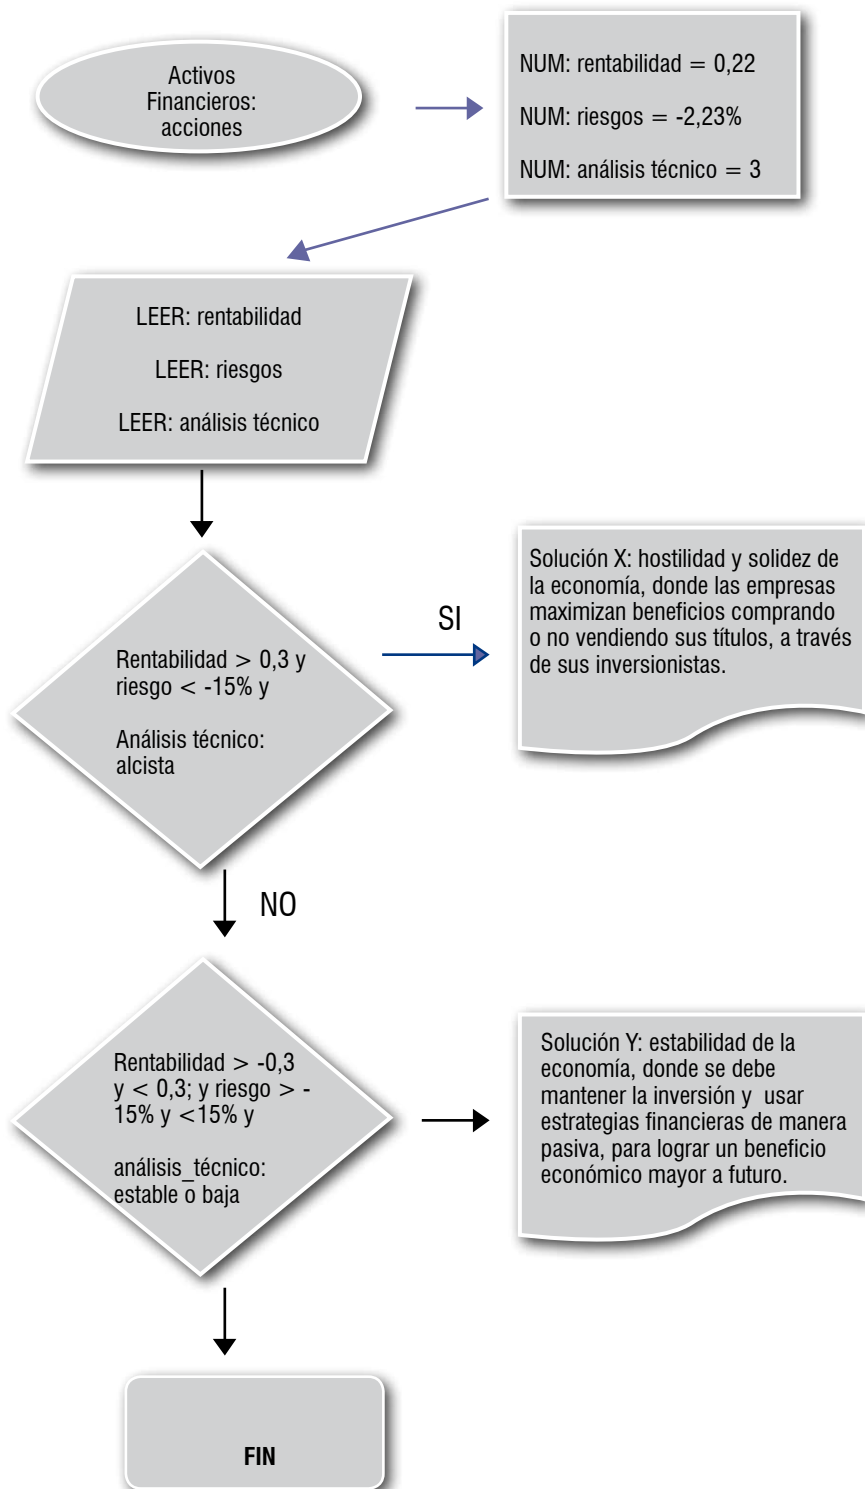 Activos
Financieros:
acciones
NUM: rentabilidad = 0,22
NUM: riesgos = -2,23%
NUM: análisis técnico = 3
LEER: rentabilidad
LEER: riesgos
LEER: análisis técnico
Rentabilidad > 0,3 y
riesgo < -15% y
Análisis técnico:
alcista
SI
Solución X: hostilidad y solidez de
la economía, donde las empresas
maximizan beneficios comprando
o no vendiendo sus títulos, a través
de sus inversionistas.
NO
Rentabilidad > -0,3
y < 0,3; y riesgo > -
15% y <15% y
análisis_técnico:
estable o baja
Solución Y: estabilidad de la
economía, donde se debe
mantener la inversión y usar
estrategias financieras de manera
pasiva, para lograr un beneficio
económico mayor a futuro.
FIN